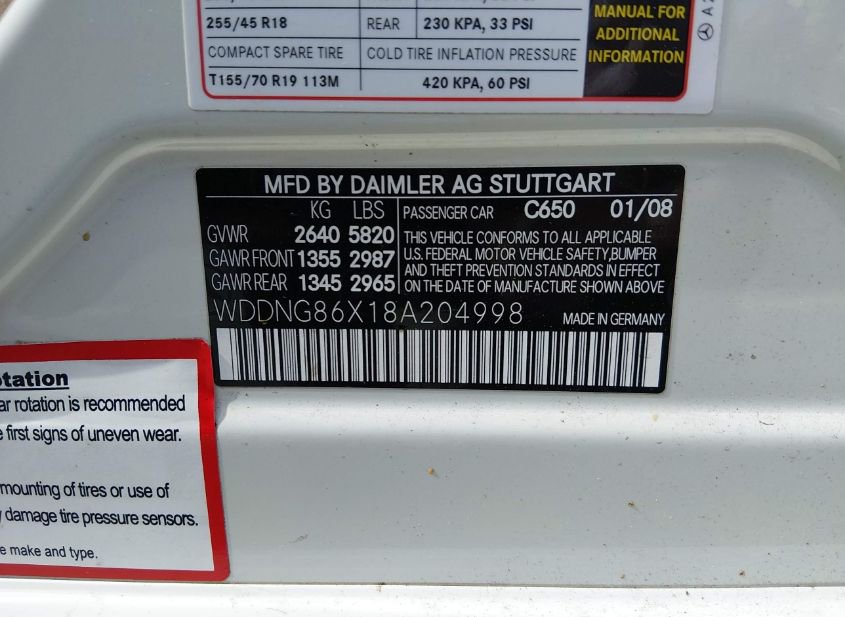 255/45 R18 REAR 230 KPA, 33 PSI
COMPACT SPARE TIRE COLD TIRE INFLATION PRESSURE
T155/70 R19 113M 420 KPA, 60 PSI
MANUAL FOR
ADDITIONAL
INFORMATION
MFD BY DAIMLER AG STUTTGART
KG LBS PASSENGER CAR C650 01/08
GVWR 2640 5820
GAWR FRONT 1355 2987
GAWR REAR 1345 2965
THIS VEHICLE CONFORMS TO ALL APPLICABLE
U.S. FEDERAL MOTOR VEHICLE SAFETY,BUMPER
AND THEFT PREVENTION STANDARDS IN EFFECT
ON THE DATE OF MANUFACTURE SHOWN ABOVE
WDDNG86X18A204998 MADE IN GERMANY
otation
ar rotation is recommended
e first signs of uneven wear.
mounting of tires or use of
y damage tire pressure sensors.
e make and type.